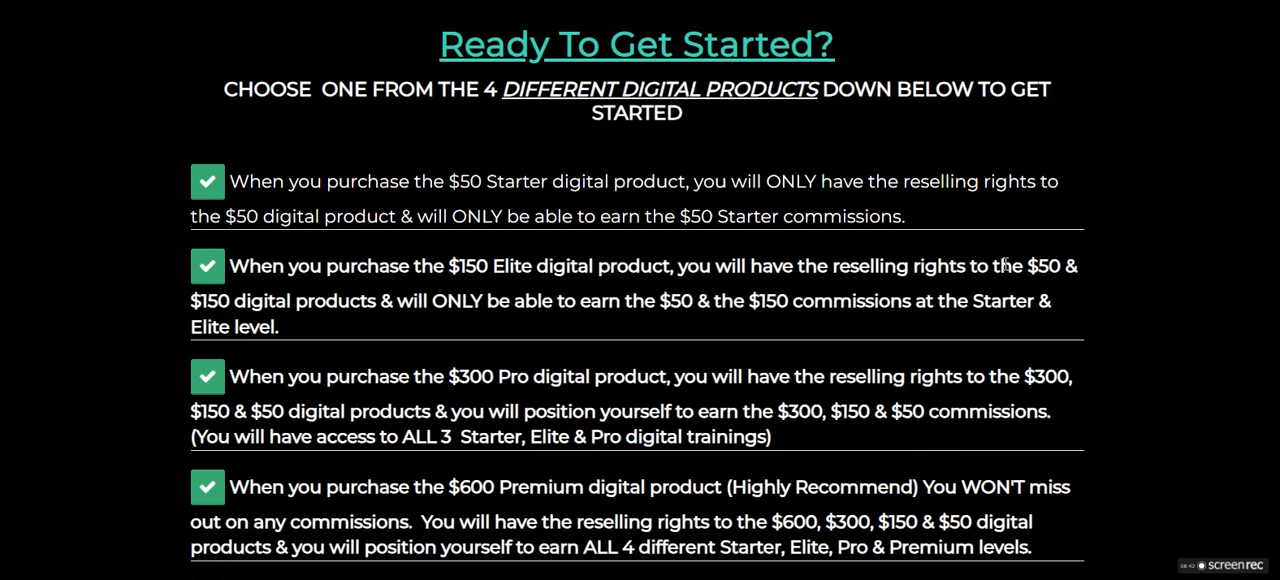 Ready To Get Started?
CHOOSE  ONE FROM THE 4 DIFFERENT DIGITAL PRODUCTS DOWN BELOW TO GET
STARTED
When you purchase the $50 Starter digital product, you will ONLY have the reselling rights to
the $50 digital product & will ONLY be able to earn the $50 Starter commissions.
When you purchase the $150 Elite digital product, you will have the reselling rights to the $50 &
$150 digital products & will ONLY be able to earn the $50 & the $150 commissions at the Starter &
Elite level.
When you purchase the $300 Pro digital product, you will have the reselling rights to the $300,
$150 & $50 digital products & you will position yourself to earn the $300, $150 & $50 commissions.
(You will have access to ALL 3  Starter, Elite & Pro digital trainings)
When you purchase the $600 Premium digital product (Highly Recommend) You WON'T miss
out on any commissions.  You will have the reselling rights to the $600, $300, $150 & $50 digital
products & you will position yourself to earn ALL 4 different Starter, Elite, Pro & Premium levels.
08:42 screenrec